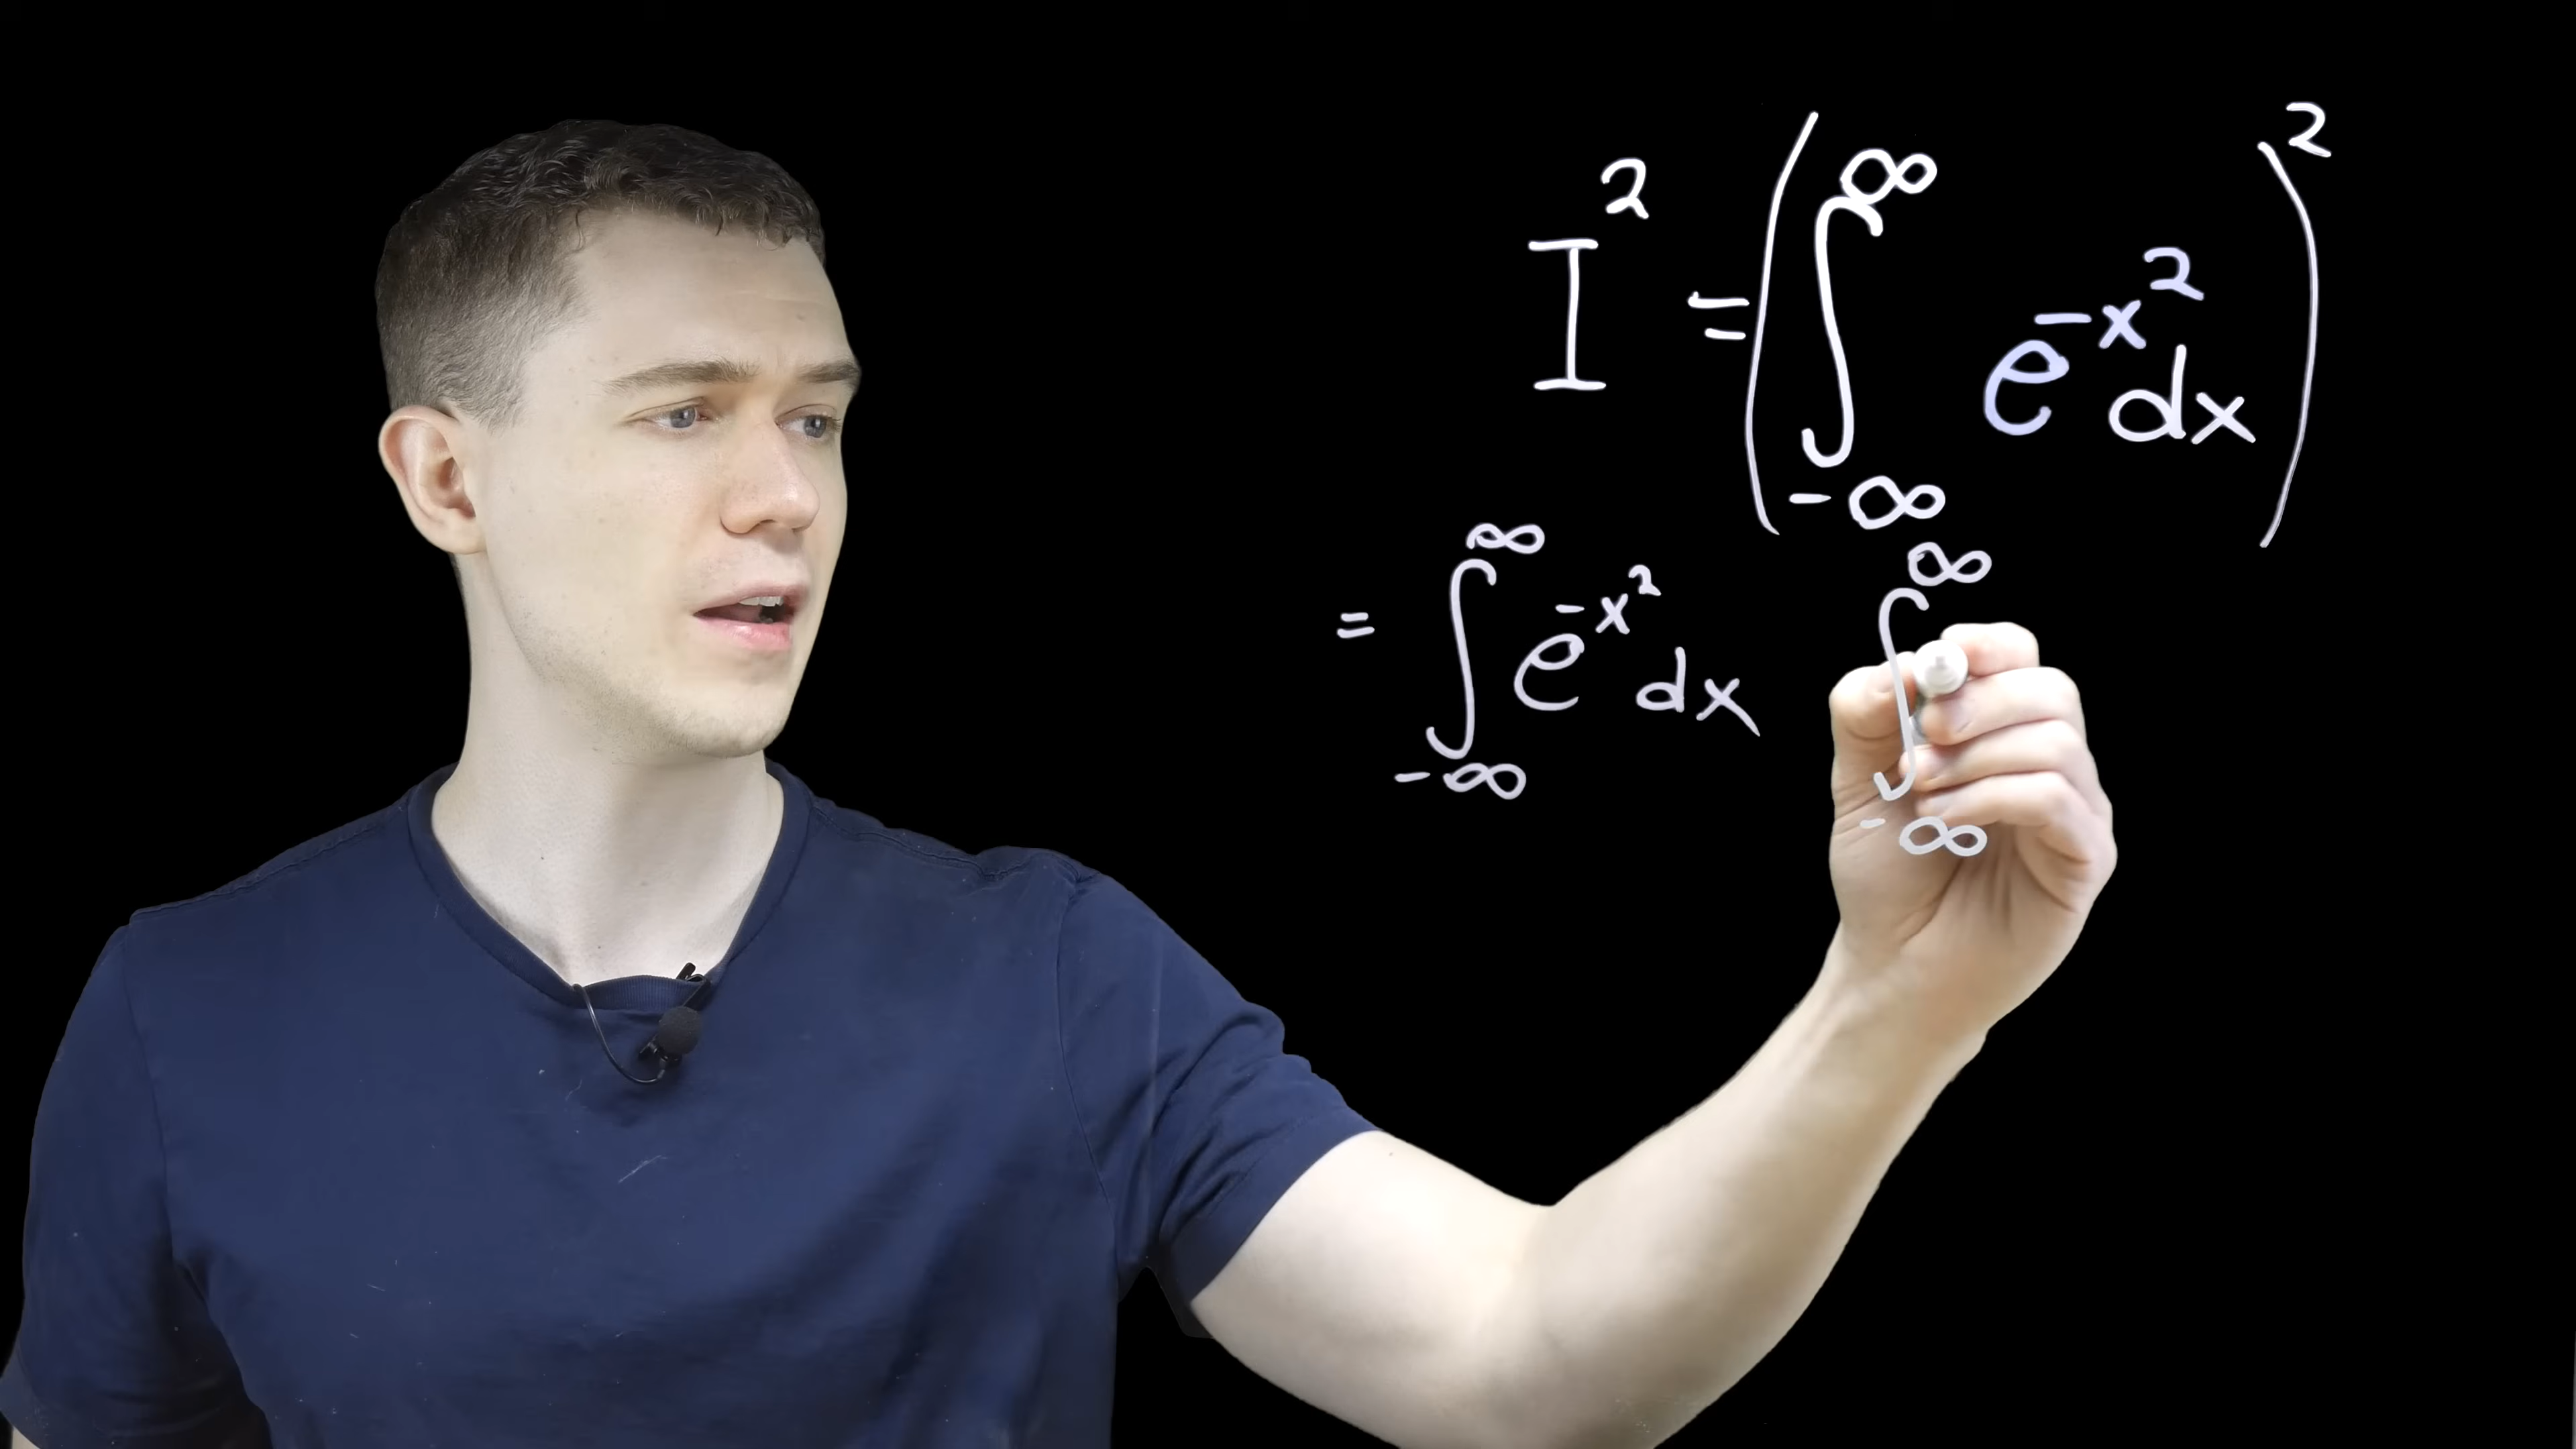 I² = (∫_{-∞}^{∞} e^{-x²} dx)²
= ∫_{-∞}^{∞} e^{-x²} dx ∫_{-∞}^{∞}